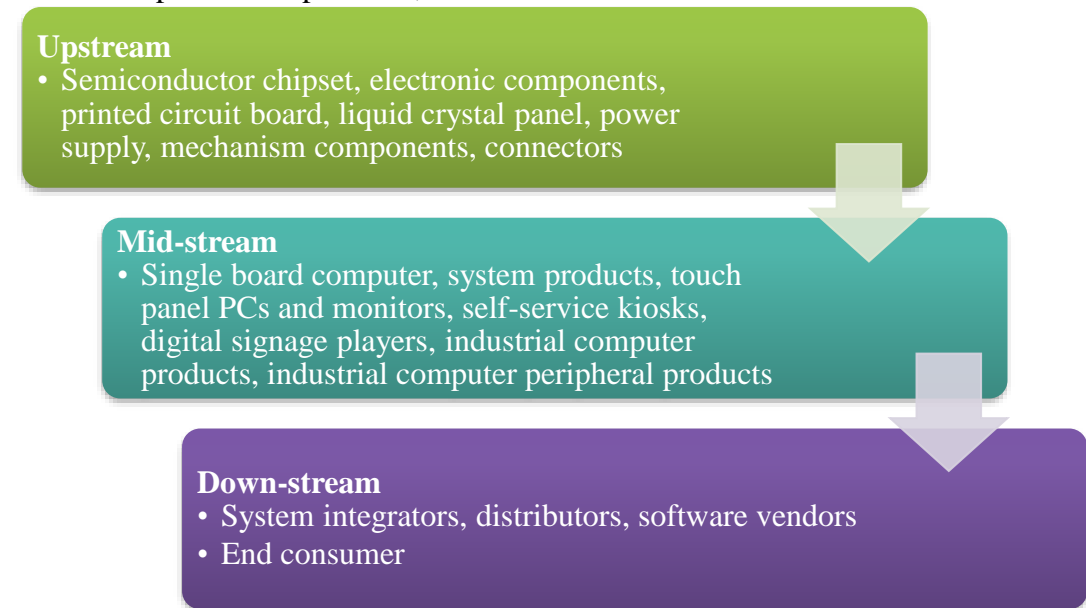 Upstream
• Semiconductor chipset, electronic components,
printed circuit board, liquid crystal panel, power
supply, mechanism components, connectors
Mid-stream
• Single board computer, system products, touch
panel PCs and monitors, self-service kiosks,
digital signage players, industrial computer
products, industrial computer peripheral products
Down-stream
• System integrators, distributors, software vendors
• End consumer